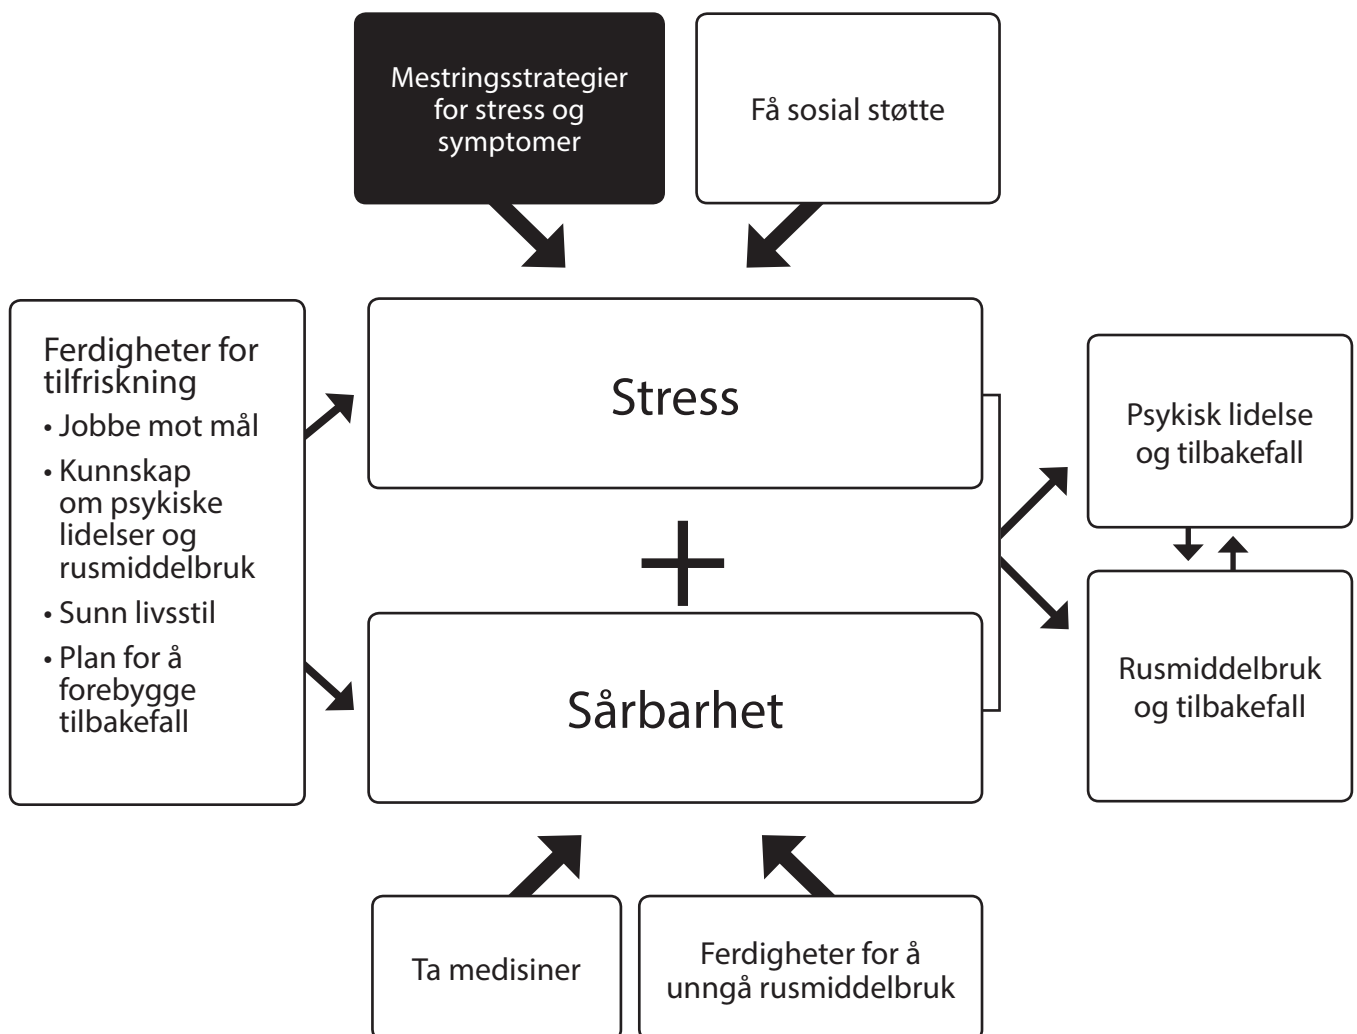 Mestringsstrategier
for stress og
symptomer
Få sosial støtte
Ferdigheter for
tilfriskning
• Jobbe mot mål
• Kunnskap
om psykiske
lidelser og
rusmiddelbruk
• Sunn livsstil
• Plan for å
forebygge
tilbakefall
Stress
+
Sårbarhet
Psykisk lidelse
og tilbakefall
Rusmiddelbruk
og tilbakefall
Ta medisiner
Ferdigheter for å
unngå rusmiddelbruk